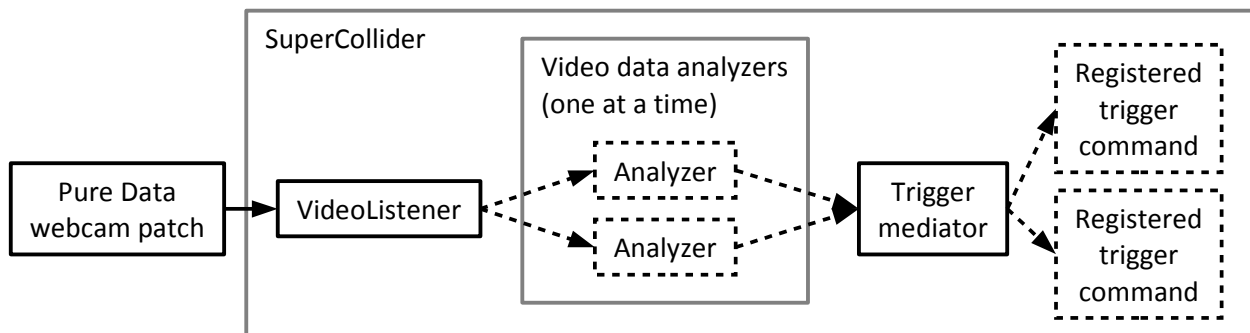 SuperCollider
Video data analyzers
(one at a time)
Pure Data
webcam patch
VideoListener
Analyzer
Analyzer
Trigger
mediator
Registered
trigger
command
Registered
trigger
command